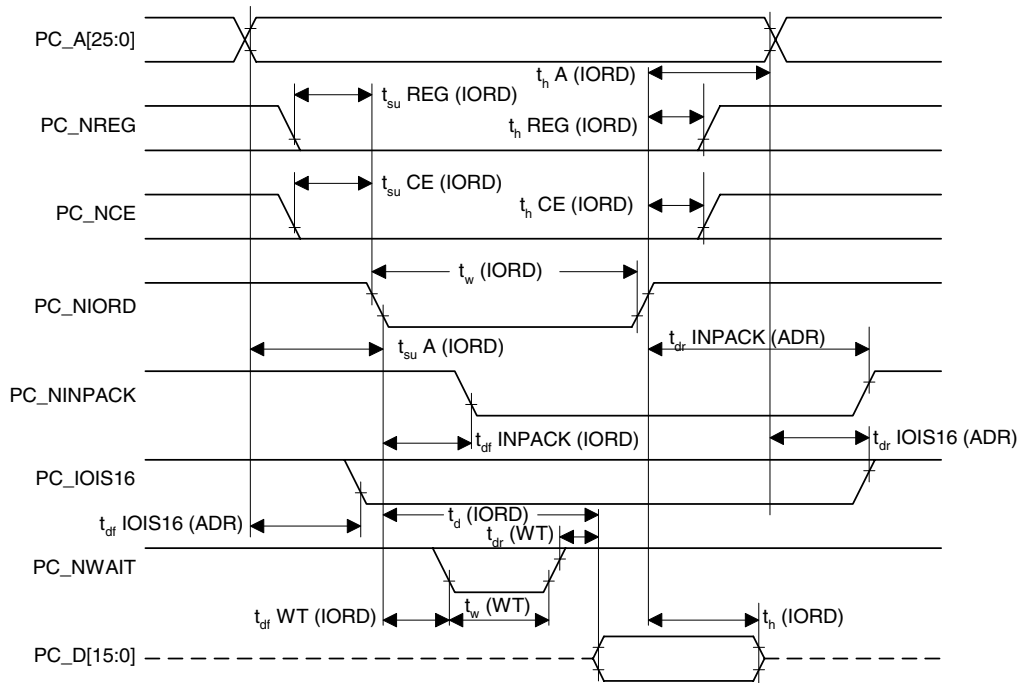 PC_A[25:0]
t_h A (IORD)
t_su REG (IORD)
PC_NREG
t_h REG (IORD)
t_su CE (IORD)
PC_NCE
t_h CE (IORD)
t_w (IORD)
PC_NIORD
t_su A (IORD)
t_dr INPACK (ADR)
PC_NINPACK
t_df INPACK (IORD)
t_dr IOIS16 (ADR)
PC_IOIS16
t_df IOIS16 (ADR)
t_d (IORD)
t_dr (WT)
PC_NWAIT
t_df WT (IORD)
t_w (WT)
t_h (IORD)
PC_D[15:0]